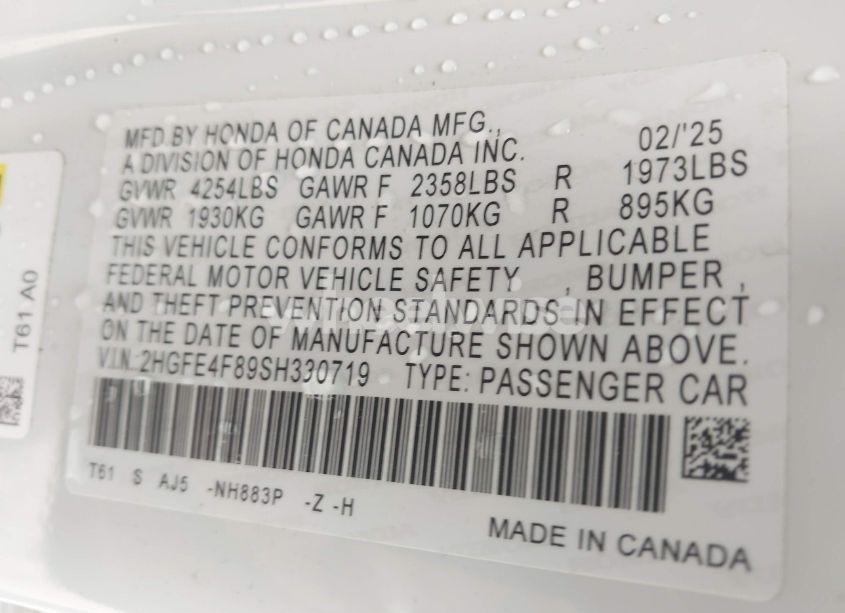 MFD.BY HONDA OF CANADA MFG., 02/'25
A DIVISION OF HONDA CANADA INC.
GVWR 4254LBS GAWR F 2358LBS R 1973LBS
GVWR 1930KG GAWR F 1070KG R 895KG
THIS VEHICLE CONFORMS TO ALL APPLICABLE
FEDERAL MOTOR VEHICLE SAFETY , BUMPER ,
AND THEFT PREVENTION STANDARDS IN EFFECT
ON THE DATE OF MANUFACTURE SHOWN ABOVE.
V.I.N.:2HGFE4F89SH330719 TYPE: PASSENGER CAR
T61 S AJ5 -NH883P -Z -H
MADE IN CANADA
T61 A0